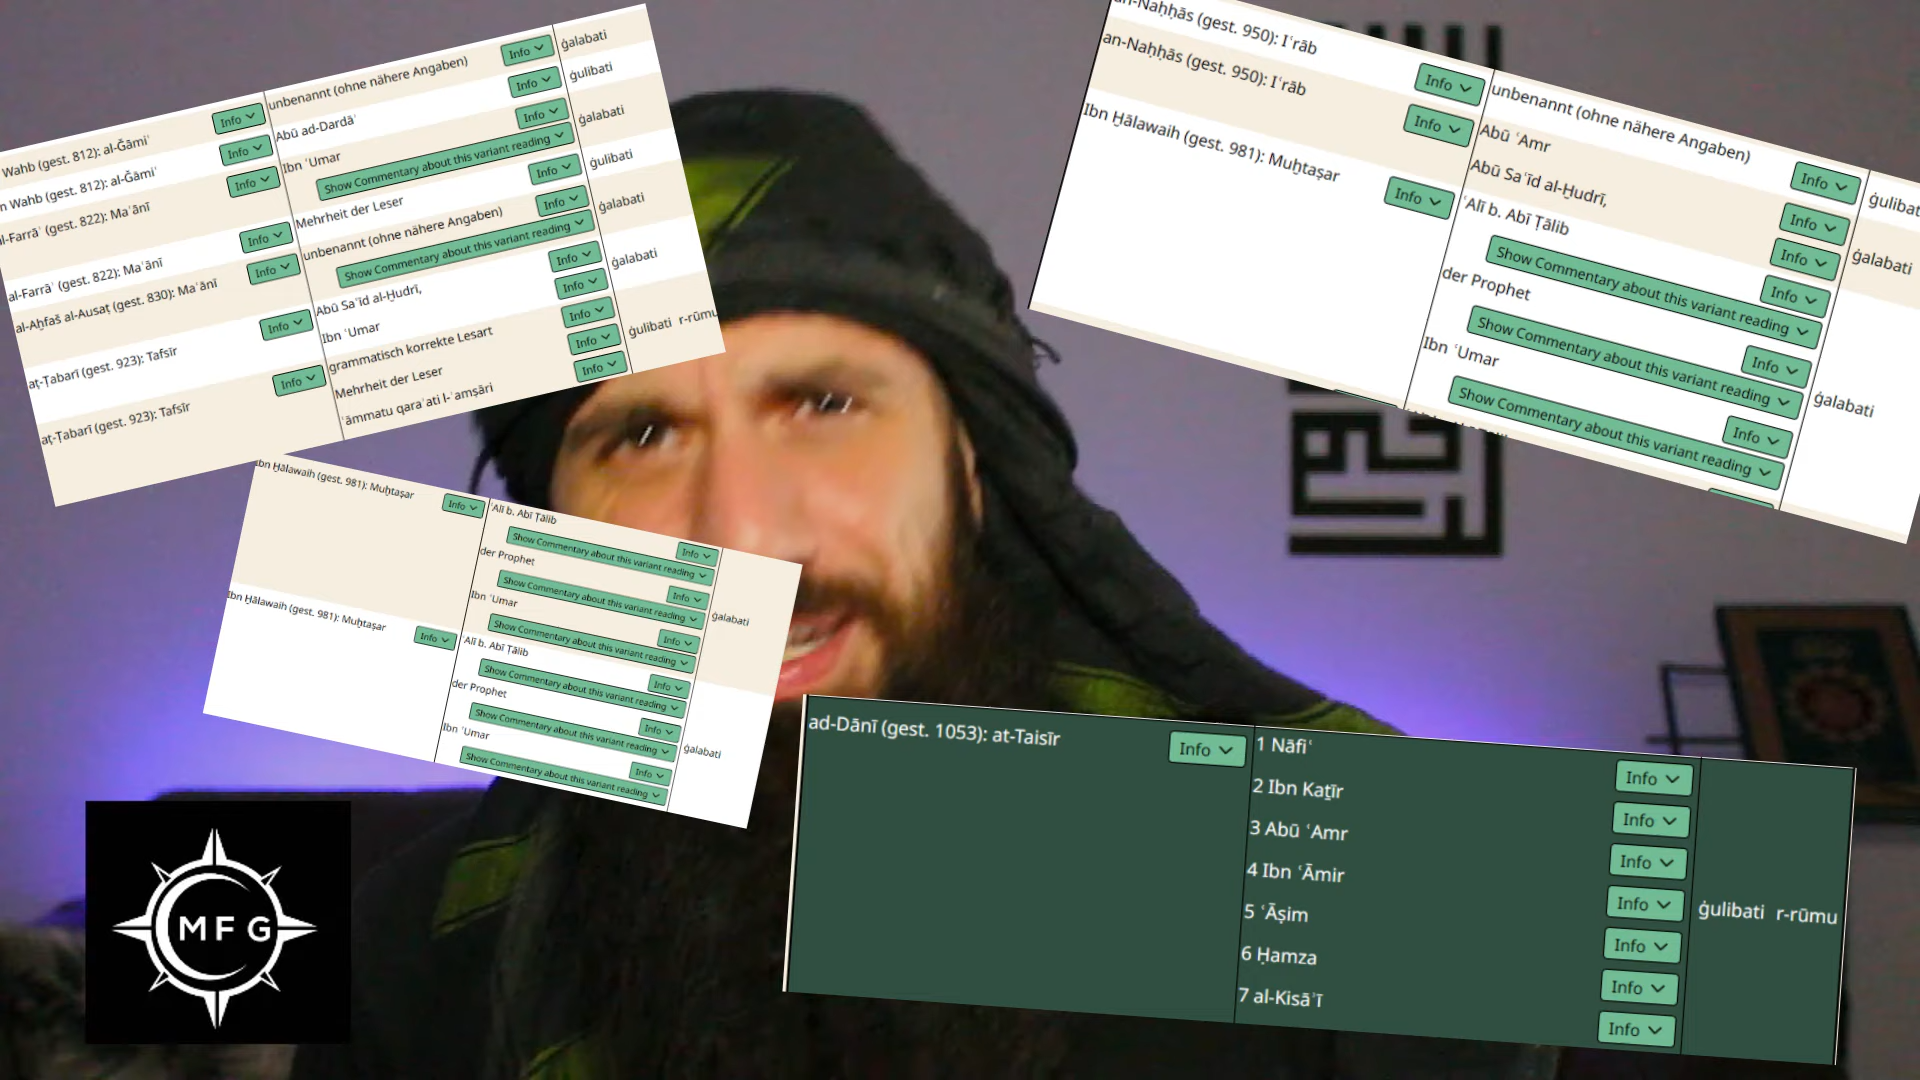 Wahb (gest. 812): al-Ǧāmiʿ Info unbenannt (ohne nähere Angaben) Info ġalabati
n Wahb (gest. 812): al-Ǧāmiʿ Info Abū ad-Dardāʾ Info ġulibati
l-Farrāʾ (gest. 822): Maʿānī Info Ibn ʿUmar Info ġalabati
Show Commentary about this variant reading
al-Farrāʾ (gest. 822): Maʿānī Info Mehrheit der Leser Info ġulibati
al-Aḫfaš al-Ausaṭ (gest. 830): Maʿānī Info unbenannt (ohne nähere Angaben) Info ġalabati
Show Commentary about this variant reading
aṭ-Ṭabarī (gest. 923): Tafsīr Info Abū Saʿīd al-Ḫudrī, Info ġalabati
Ibn ʿUmar Info
aṭ-Ṭabarī (gest. 923): Tafsīr Info grammatisch korrekte Lesart Info ġulibati r-rūmu
Mehrheit der Leser Info
ʿāmmatu qaraʾati l-ʾamṣāri Info
an-Naḥḥās (gest. 950): Iʿrāb Info unbenannt (ohne nähere Angaben) Info ġulibat
an-Naḥḥās (gest. 950): Iʿrāb Info Abū ʿAmr Info ġalabati
Abū Saʿīd al-Ḫudrī, Info
Ibn Ḫālawaih (gest. 981): Muḫtaṣar Info ʿAlī b. Abī Ṭālib Info ġalabati
Show Commentary about this variant reading
der Prophet Info
Show Commentary about this variant reading
Ibn ʿUmar Info
Show Commentary about this variant reading
Ibn Ḫālawaih (gest. 981): Muḫtaṣar Info ʿAlī b. Abī Ṭālib Info ġalabati
Show Commentary about this variant reading
der Prophet Info
Show Commentary about this variant reading
Ibn ʿUmar Info
Show Commentary about this variant reading
Ibn Ḫālawaih (gest. 981): Muḫtaṣar Info ʿAlī b. Abī Ṭālib Info ġalabati
Show Commentary about this variant reading
der Prophet Info
Show Commentary about this variant reading
Ibn ʿUmar Info
Show Commentary about this variant reading
ad-Dānī (gest. 1053): at-Taisīr Info 1 Nāfiʿ Info ġulibati r-rūmu
2 Ibn Kaṯīr Info
3 Abū ʿAmr Info
4 Ibn ʿĀmir Info
5 ʿĀṣim Info
6 Ḥamza Info
7 al-Kisāʾī Info
MFG